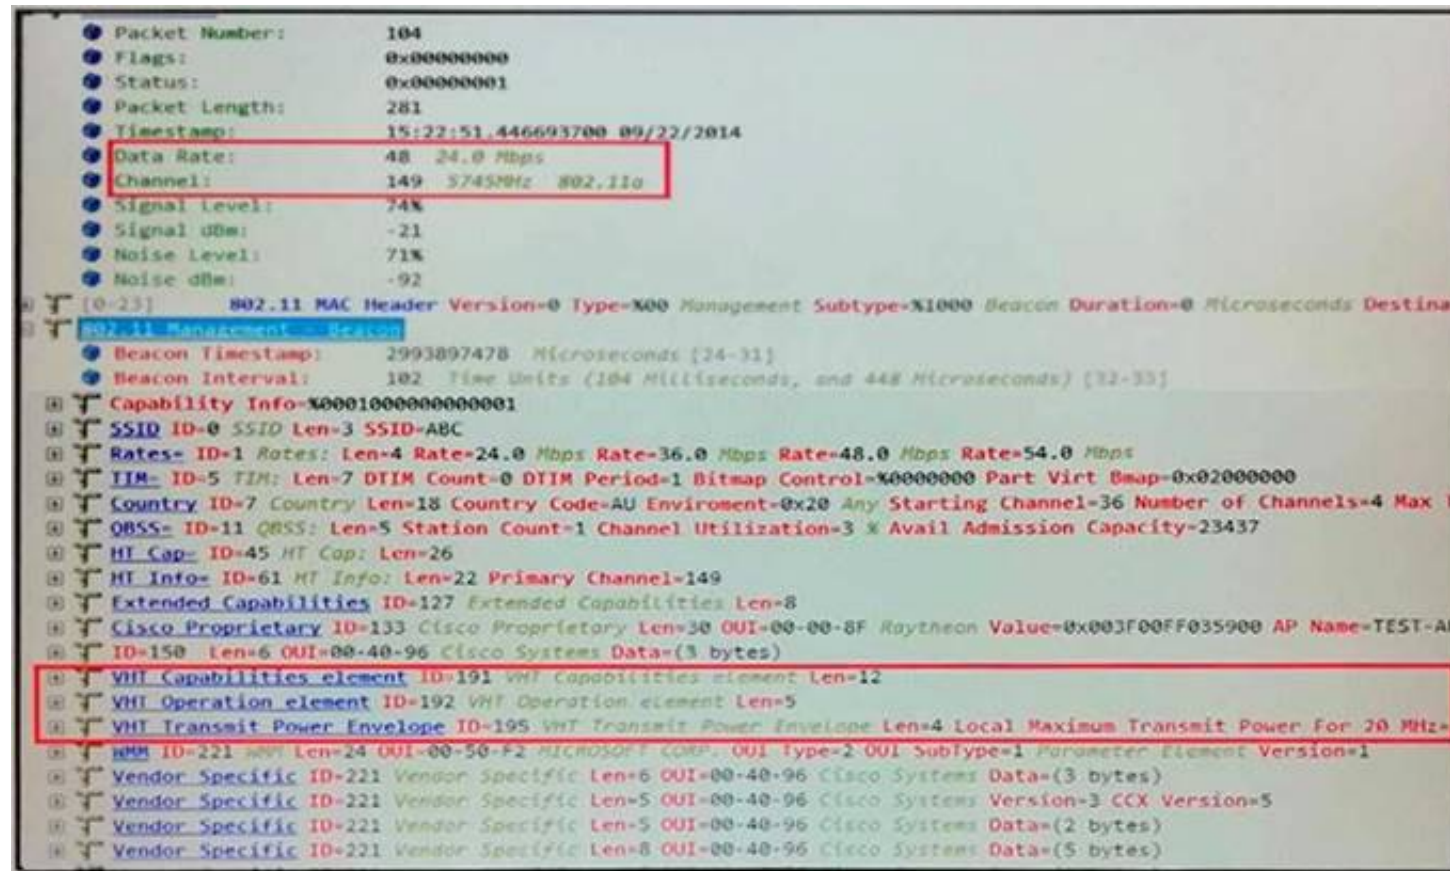 Packet Number: 104
Flags: 0x00000000
Status: 0x00000001
Packet Length: 281
Timestamp: 15:22:51.446693700 09/22/2014
Data Rate: 48 24.0 Mbps
Channel: 149 5745MHz 802.11a
Signal Level: 74%
Signal dBm: -21
Noise Level: 71%
Noise dBm: -92
[0-23] 802.11 MAC Header Version=0 Type=%00 Management Subtype=%1000 Beacon Duration=0 Microseconds Destina
802.11 Management - Beacon
Beacon Timestamp: 2993897478 Microseconds [24-31]
Beacon Interval: 102 Time Units (104 Milliseconds, and 448 Microseconds) [32-33]
Capability Info=%0001000000000001
SSID ID=0 SSID Len=3 SSID=ABC
Rates= ID=1 Rates: Len=4 Rate=24.0 Mbps Rate=36.0 Mbps Rate=48.0 Mbps Rate=54.0 Mbps
TIM= ID=5 TIM: Len=7 DTIM Count=0 DTIM Period=1 Bitmap Control=%0000000 Part Virt Bmap=0x02000000
Country ID=7 Country Len=18 Country Code=AU Enviroment=0x20 Any Starting Channel=36 Number of Channels=4 Max
QBSS= ID=11 QBSS: Len=5 Station Count=1 Channel Utilization=3 % Avail Admission Capacity=23437
HT Cap= ID=45 HT Cap: Len=26
HT Info= ID=61 HT Info: Len=22 Primary Channel=149
Extended Capabilities ID=127 Extended Capabilities Len=8
Cisco Proprietary ID=133 Cisco Proprietary Len=30 OUI=00-00-8F Raytheon Value=0x003F00FF035900 AP Name=TEST-A
ID=150 Len=6 OUI=00-40-96 Cisco Systems Data=(3 bytes)
VHT Capabilities element ID=191 VHT Capabilities element Len=12
VHT Operation element ID=192 VHT Operation element Len=5
VHT Transmit Power Envelope ID=195 VHT Transmit Power Envelope Len=4 Local Maximum Transmit Power For 20 MHz=
WMM ID=221 WMM Len=24 OUI=00-50-F2 MICROSOFT CORP. OUI Type=2 OUI SubType=1 Parameter Element Version=1
Vendor Specific ID=221 Vendor Specific Len=6 OUI=00-40-96 Cisco Systems Data=(3 bytes)
Vendor Specific ID=221 Vendor Specific Len=5 OUI=00-40-96 Cisco Systems Version=3 CCX Version=5
Vendor Specific ID=221 Vendor Specific Len=5 OUI=00-40-96 Cisco Systems Data=(2 bytes)
Vendor Specific ID=221 Vendor Specific Len=8 OUI=00-40-96 Cisco Systems Data=(5 bytes)